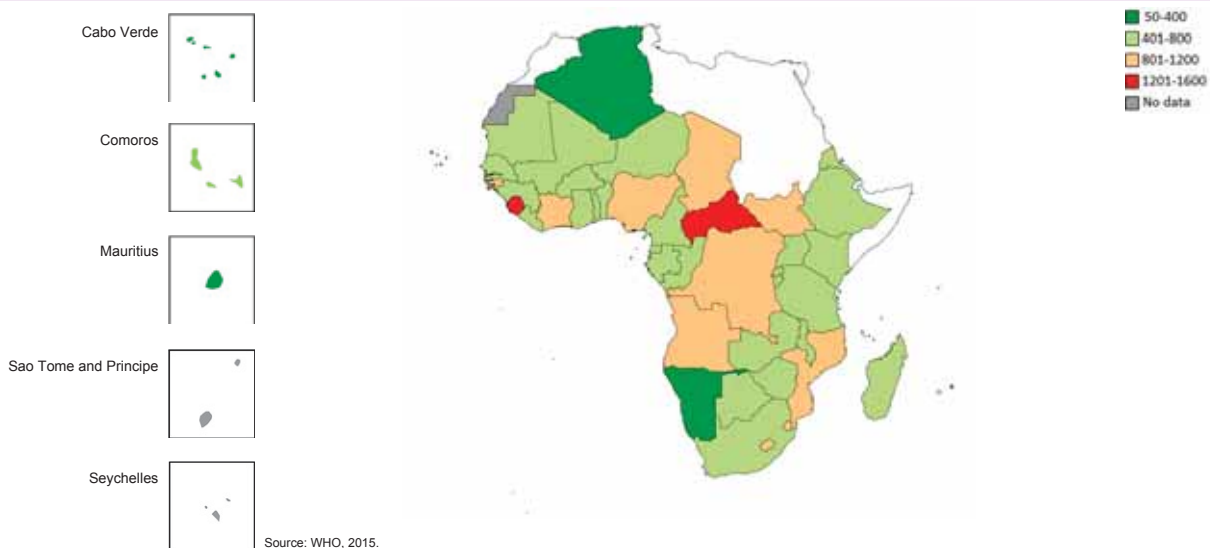 Cabo Verde
Comoros
Mauritius
Sao Tome and Principe
Seychelles
Source: WHO, 2015.
50-400
401-800
801-1200
1201-1600
No data